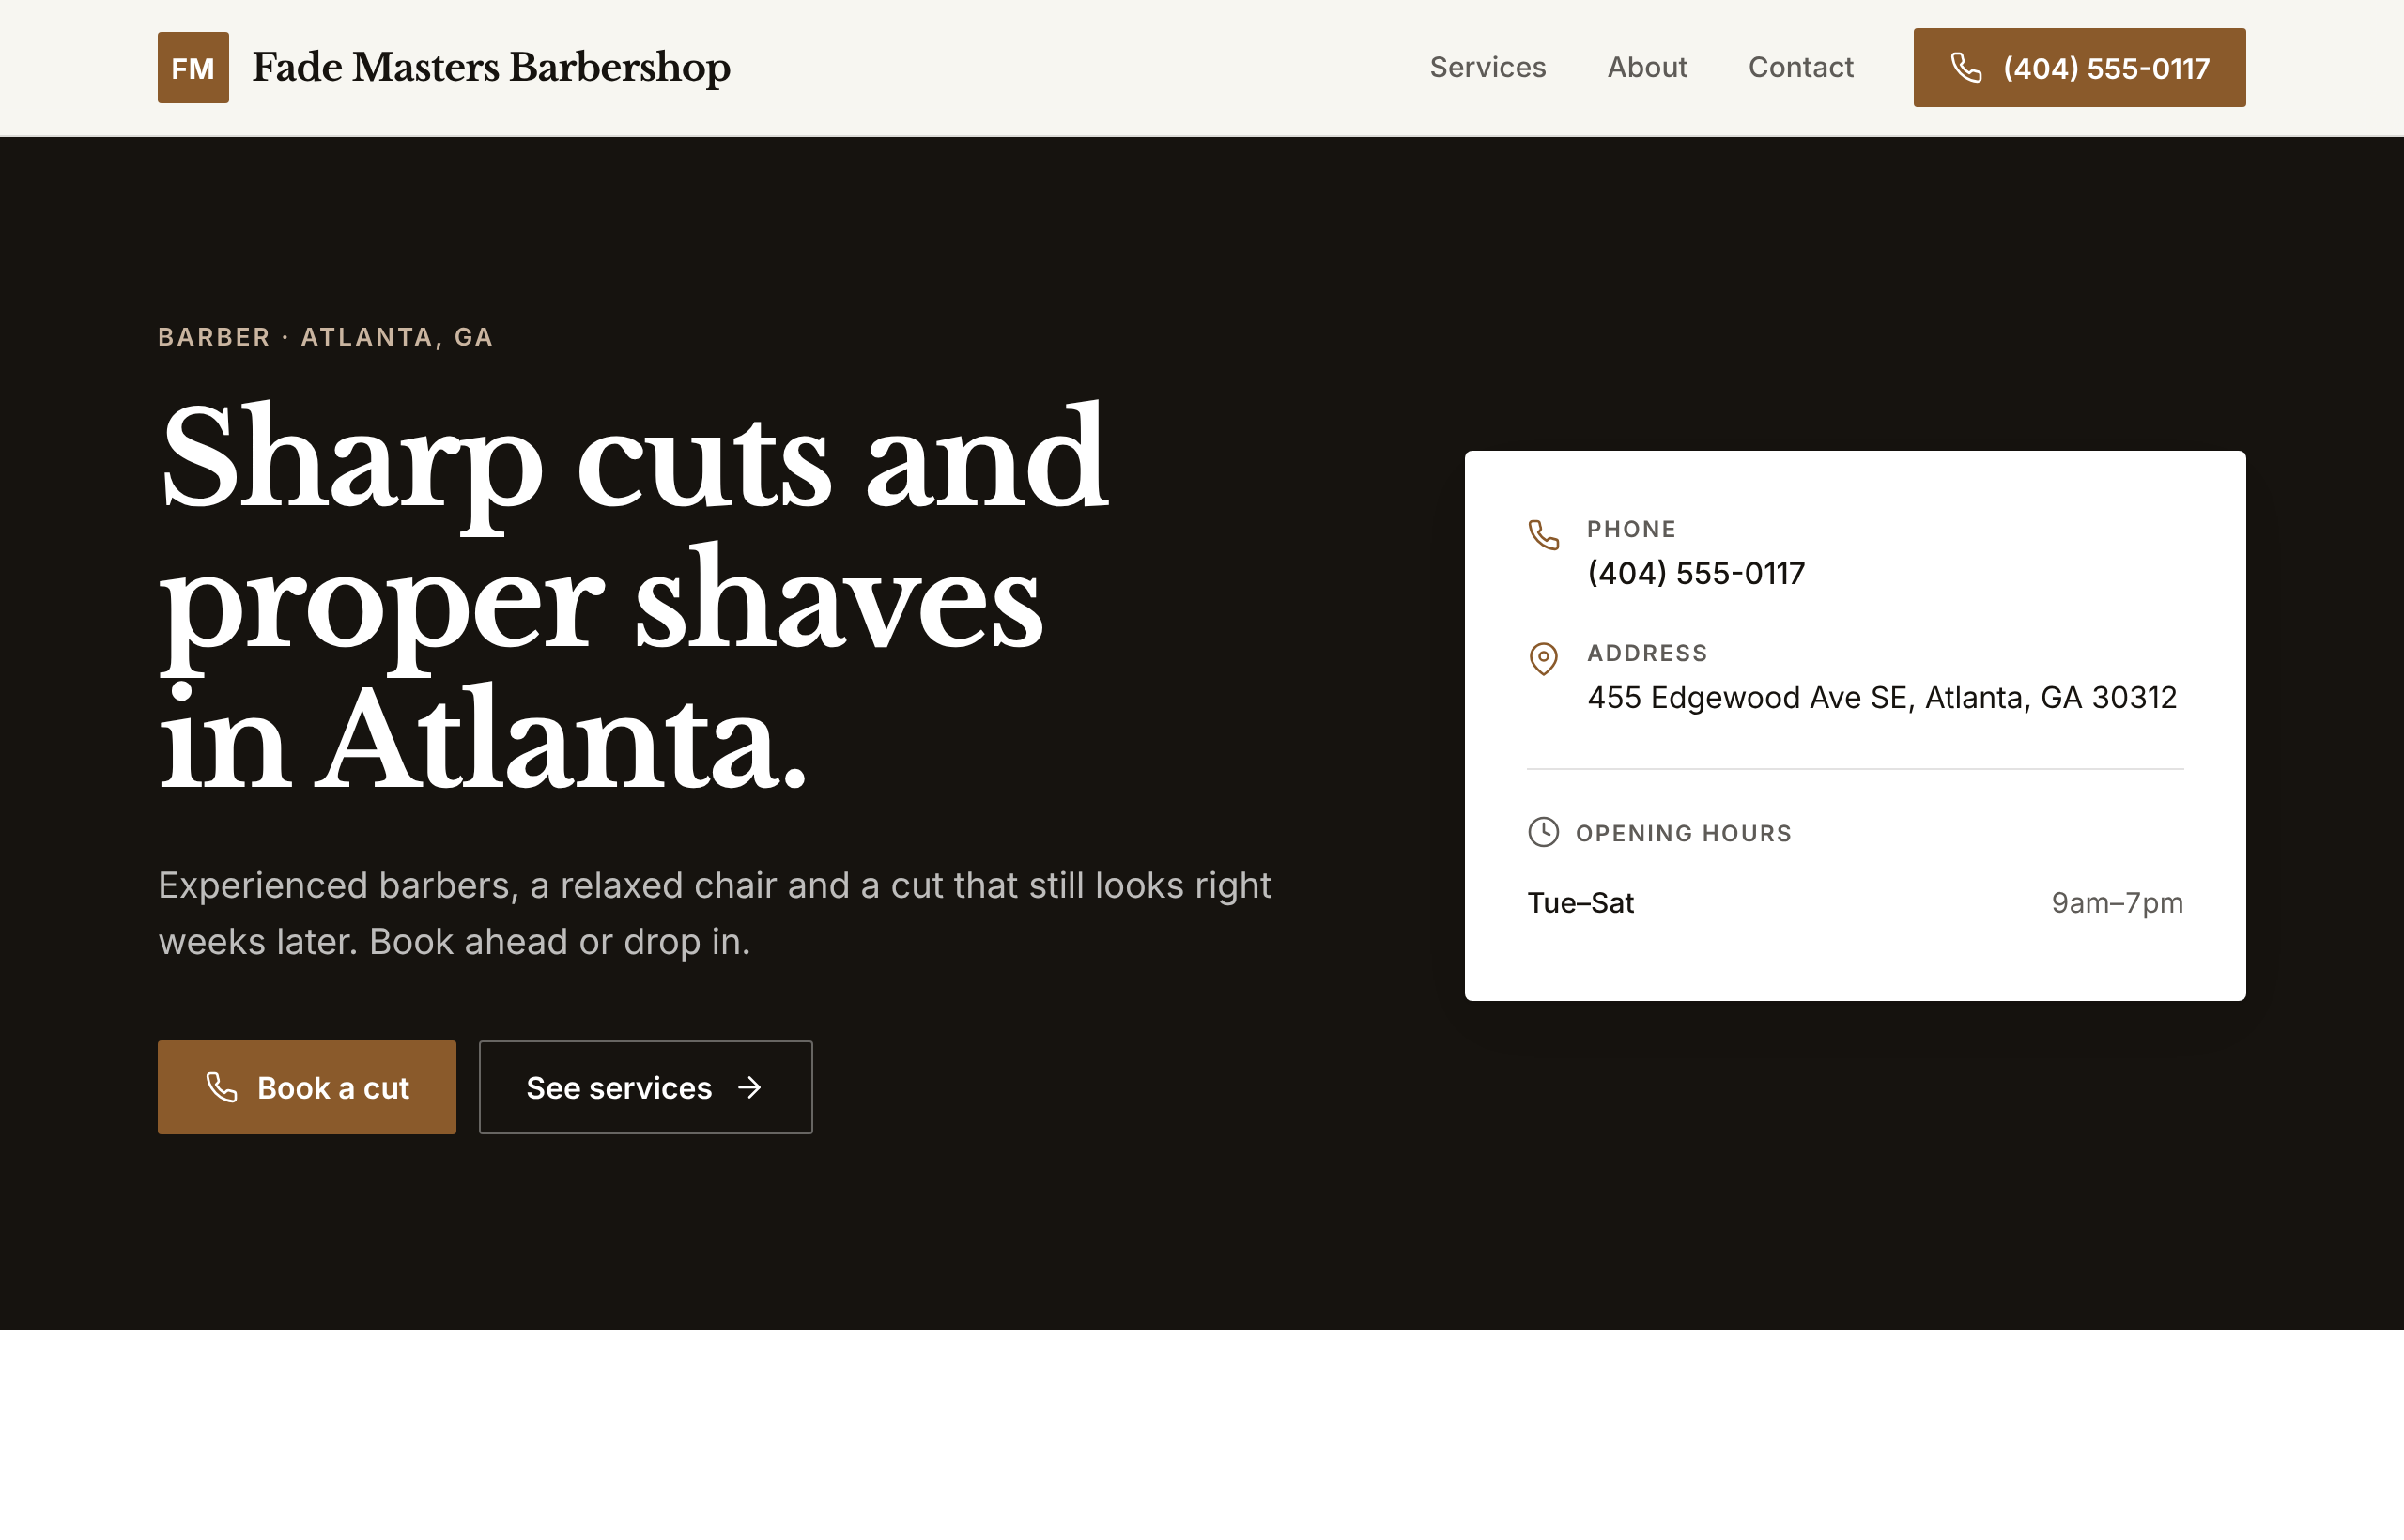 FM
Fade Masters Barbershop
Services
About
Contact
(404) 555-0117
BARBER · ATLANTA, GA
Sharp cuts and
proper shaves
in Atlanta.
Experienced barbers, a relaxed chair and a cut that still looks right
weeks later. Book ahead or drop in.
Book a cut
See services
PHONE
(404) 555-0117
ADDRESS
455 Edgewood Ave SE, Atlanta, GA 30312
OPENING HOURS
Tue–Sat 9am–7pm